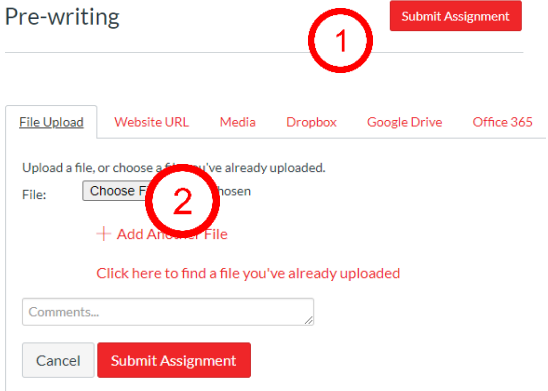 Pre-writing
Submit Assignment
1
File Upload Website URL Media Dropbox Google Drive Office 365
Upload a file, or choose a you've already uploaded.
File: Choose
2
+ Add Another File
Click here to find a file you've already uploaded
Comments...
Cancel Submit Assignment